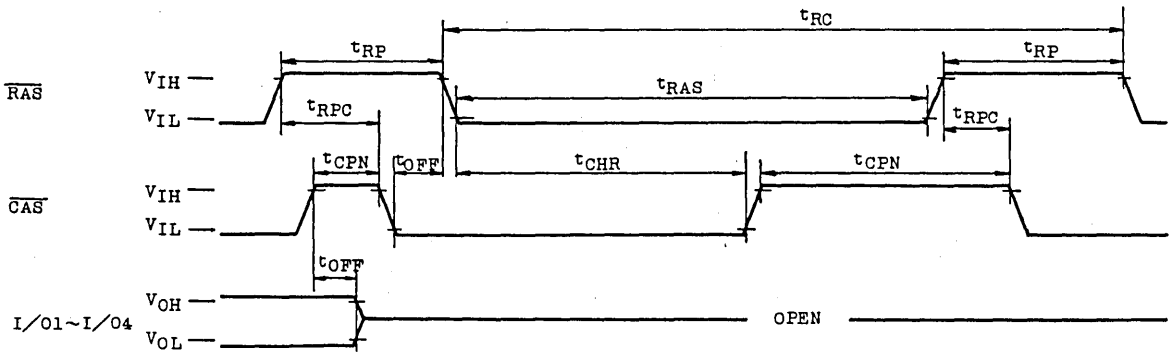 tRC
tRP
tRP
RAS
VIH
VIL
tRAS
tRPC
tRPC
tCPN
tOFF
tCHR
tCPN
CAS
VIH
VIL
tOFF
I/O1~I/O4
VOH
VOL
OPEN